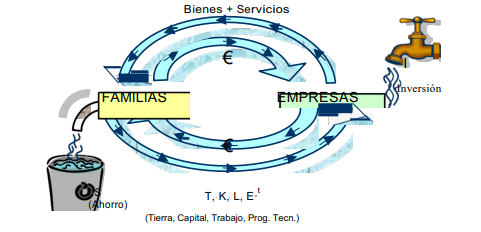 Bienes + Servicios
€
FAMILIAS
EMPRESAS
Inversión
€
S
(Ahorro)
T, K, L, E·t
(Tierra, Capital, Trabajo, Prog. Tecn.)